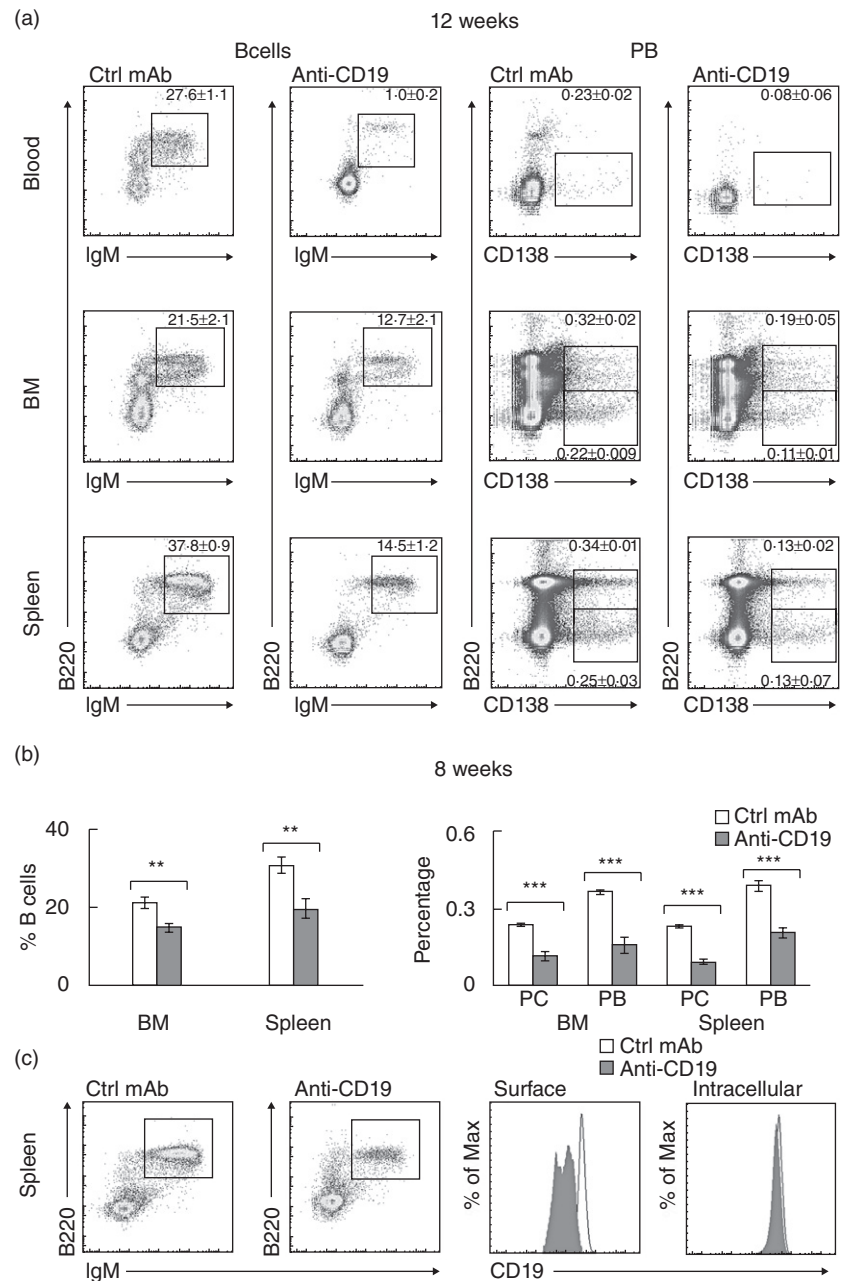 (a)
12 weeks
Bcells
PB
Ctrl mAb
Anti-CD19
Ctrl mAb
Anti-CD19
Blood
27·6±1·1
1·0±0·2
0·23±0·02
0·08±0·06
IgM
IgM
CD138
CD138
BM
21·5±2·1
12·7±2·1
0·32±0·02
0·19±0·05
0·22±0·009
0·11±0·01
IgM
IgM
CD138
CD138
Spleen
37·8±0·9
14·5±1·2
0·34±0·01
0·13±0·02
0·25±0·03
0·13±0·07
B220
B220
B220
B220
IgM
IgM
CD138
CD138
(b)
8 weeks
% B cells
40
20
0
**
**
BM
Spleen
Ctrl mAb
Anti-CD19
Percentage
0.6
0.3
0
***
***
***
***
PC
PB
PC
PB
BM
Spleen
(c)
Ctrl mAb
Anti-CD19
Ctrl mAb
Anti-CD19
Surface
Intracellular
Spleen
B220
B220
% of Max
% of Max
IgM
CD19